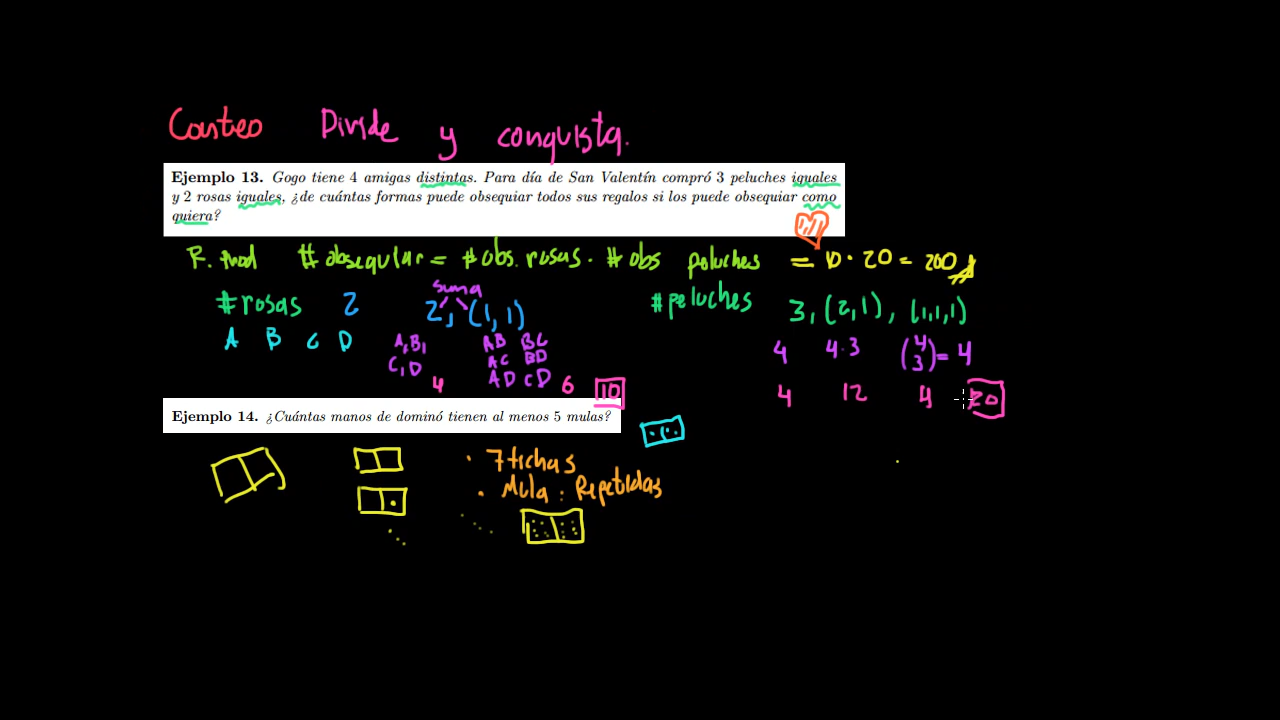 Conteo Divide y conquista.
Ejemplo 13. Gogo tiene 4 amigas distintas. Para día de San Valentín compró 3 peluches iguales
y 2 rosas iguales, ¿de cuántas formas puede obsequiar todos sus regalos si los puede obsequiar como
quiera?
R. mod # obsequiar = # obs. rosas · # obs peluches = 10 · 20 = 200
suma
# rosas 2 2, (1, 1) # peluches 3, (2,1), (1,1,1)
A B C D A, B, AB BC 4 4·3 (4 3) = 4
C, D AC BD
AD CD
4 6 10 4 12 4 20
Ejemplo 14. ¿Cuántas manos de dominó tienen al menos 5 mulas?
· 7 fichas
· Mula : Repetidas